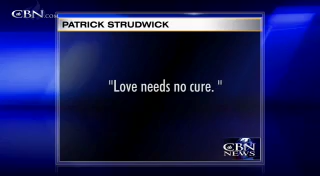 CBN.COM
PATRICK STRUDWICK
"Love needs no cure. "
CBN
NEWS